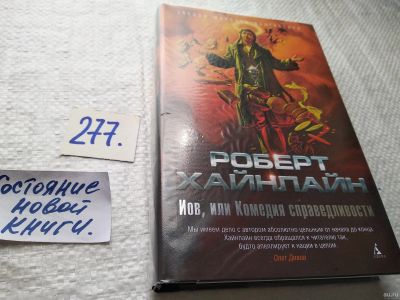 277.
Состояние
новой
книги.
РОБЕРТ
ХАЙНЛАЙН
Иов, или Комедия справедливости
Мы имеем дело с автором абсолютно цельным от начала до конца.
Хайнлайн всегда обращался к читателю так,
будто апеллирует к нации в целом.
Олег Дивов